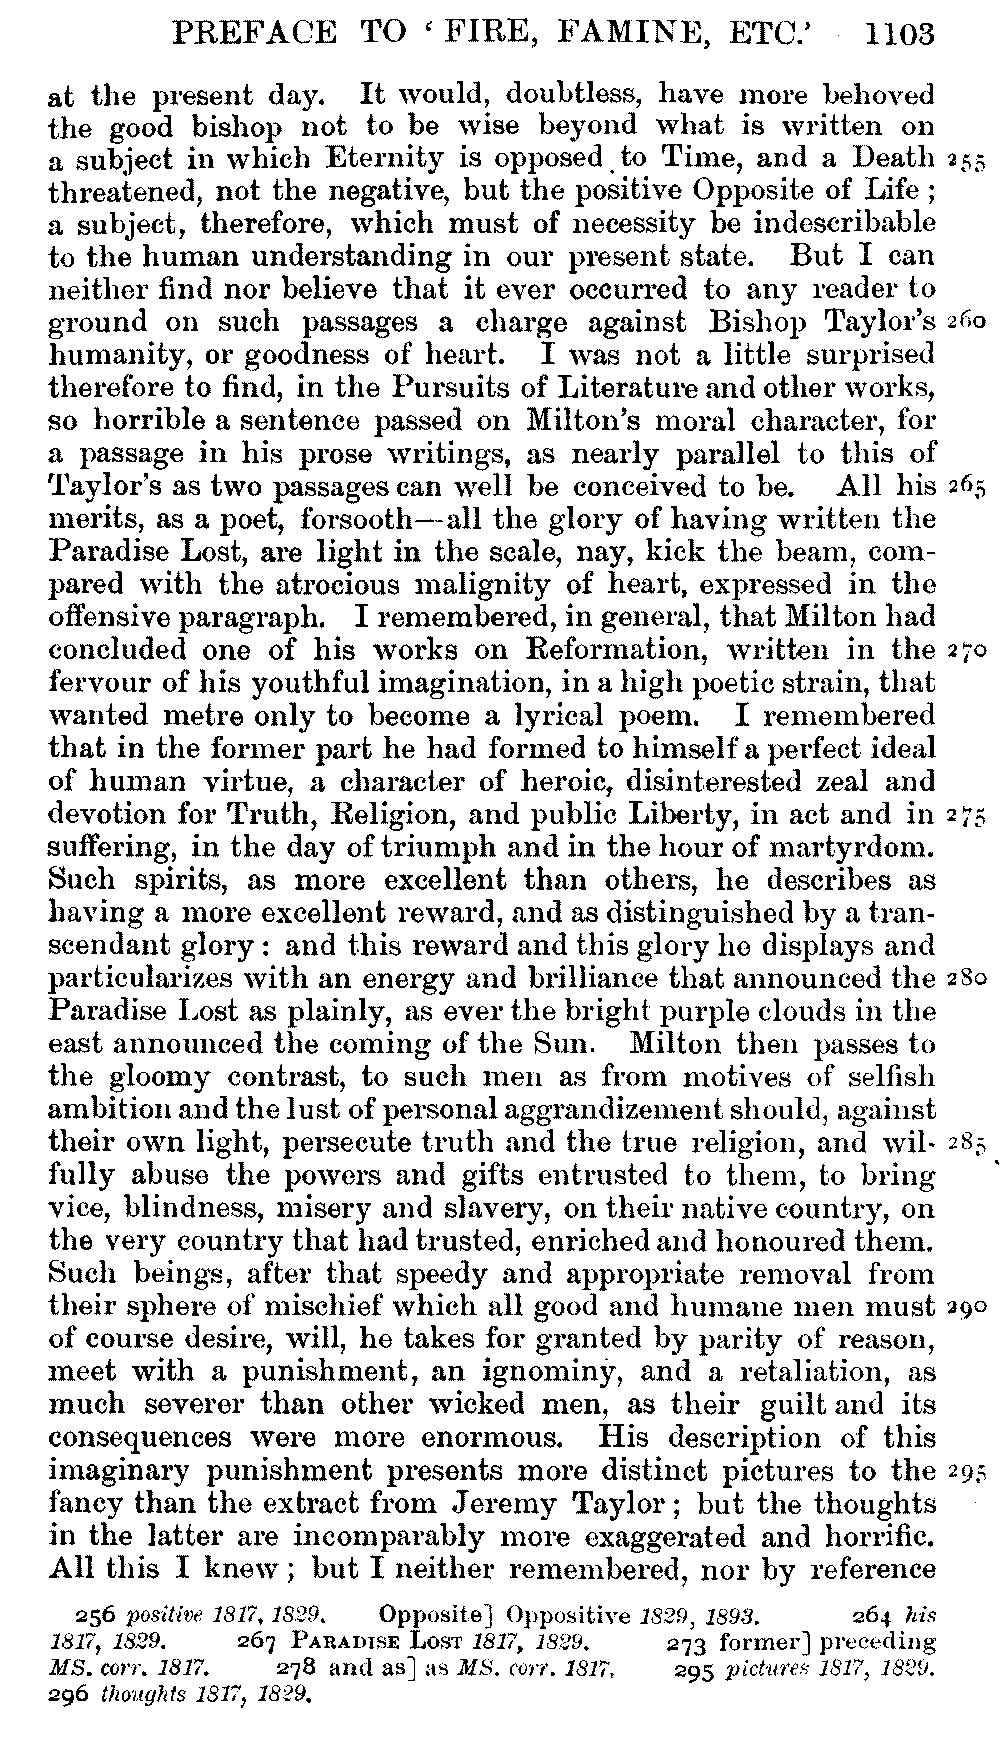 PREFACE TO ‘ FIRE, FAMINE, ETC.’ 1103
at the present day. It would, doubtless, have more behoved
the good bishop not to be wise beyond what is written on
a subject in which Eternity is opposed to Time, and a Death 255
threatened, not the negative, but the positive Opposite of Life ;
a subject, therefore, which must of necessity be indescribable
to the human understanding in our present state. But I can
neither find nor believe that it ever occurred to any reader to
ground on such passages a charge against Bishop Taylor’s 260
humanity, or goodness of heart. I was not a little surprised
therefore to find, in the Pursuits of Literature and other works,
so horrible a sentence passed on Milton’s moral character, for
a passage in his prose writings, as nearly parallel to this of
Taylor’s as two passages can well be conceived to be. All his 265
merits, as a poet, forsooth—all the glory of having written the
Paradise Lost, are light in the scale, nay, kick the beam, com-
pared with the atrocious malignity of heart, expressed in the
offensive paragraph. I remembered, in general, that Milton had
concluded one of his works on Reformation, written in the 270
fervour of his youthful imagination, in a high poetic strain, that
wanted metre only to become a lyrical poem. I remembered
that in the former part he had formed to himself a perfect ideal
of human virtue, a character of heroic, disinterested zeal and
devotion for Truth, Religion, and public Liberty, in act and in 275
suffering, in the day of triumph and in the hour of martyrdom.
Such spirits, as more excellent than others, he describes as
having a more excellent reward, and as distinguished by a tran-
scendant glory : and this reward and this glory he displays and
particularizes with an energy and brilliance that announced the 280
Paradise Lost as plainly, as ever the bright purple clouds in the
east announced the coming of the Sun. Milton then passes to
the gloomy contrast, to such men as from motives of selfish
ambition and the lust of personal aggrandizement should, against
their own light, persecute truth and the true religion, and wil- 285
fully abuse the powers and gifts entrusted to them, to bring
vice, blindness, misery and slavery, on their native country, on
the very country that had trusted, enriched and honoured them.
Such beings, after that speedy and appropriate removal from
their sphere of mischief which all good and humane men must 290
of course desire, will, he takes for granted by parity of reason,
meet with a punishment, an ignominy, and a retaliation, as
much severer than other wicked men, as their guilt and its
consequences were more enormous. His description of this
imaginary punishment presents more distinct pictures to the 295
fancy than the extract from Jeremy Taylor ; but the thoughts
in the latter are incomparably more exaggerated and horrific.
All this I knew ; but I neither remembered, nor by reference
256 positive 1817, 1829. Opposite] Oppositive 1829, 1893. 264 his
1817, 1829. 267 PARADISE LOST 1817, 1829. 273 former] preceding
MS. corr. 1817. 278 and as] as MS. corr. 1817, 295 pictures 1817, 1829.
296 thoughts 1817, 1829.